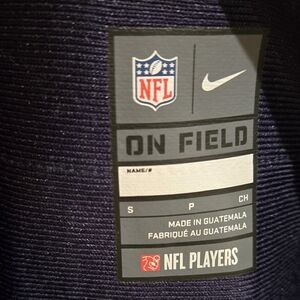 NFL
ON FIELD
NAME/#
S P CH
MADE IN GUATEMALA
FABRIQUÉ AU GUATEMALA
NFL PLAYERS